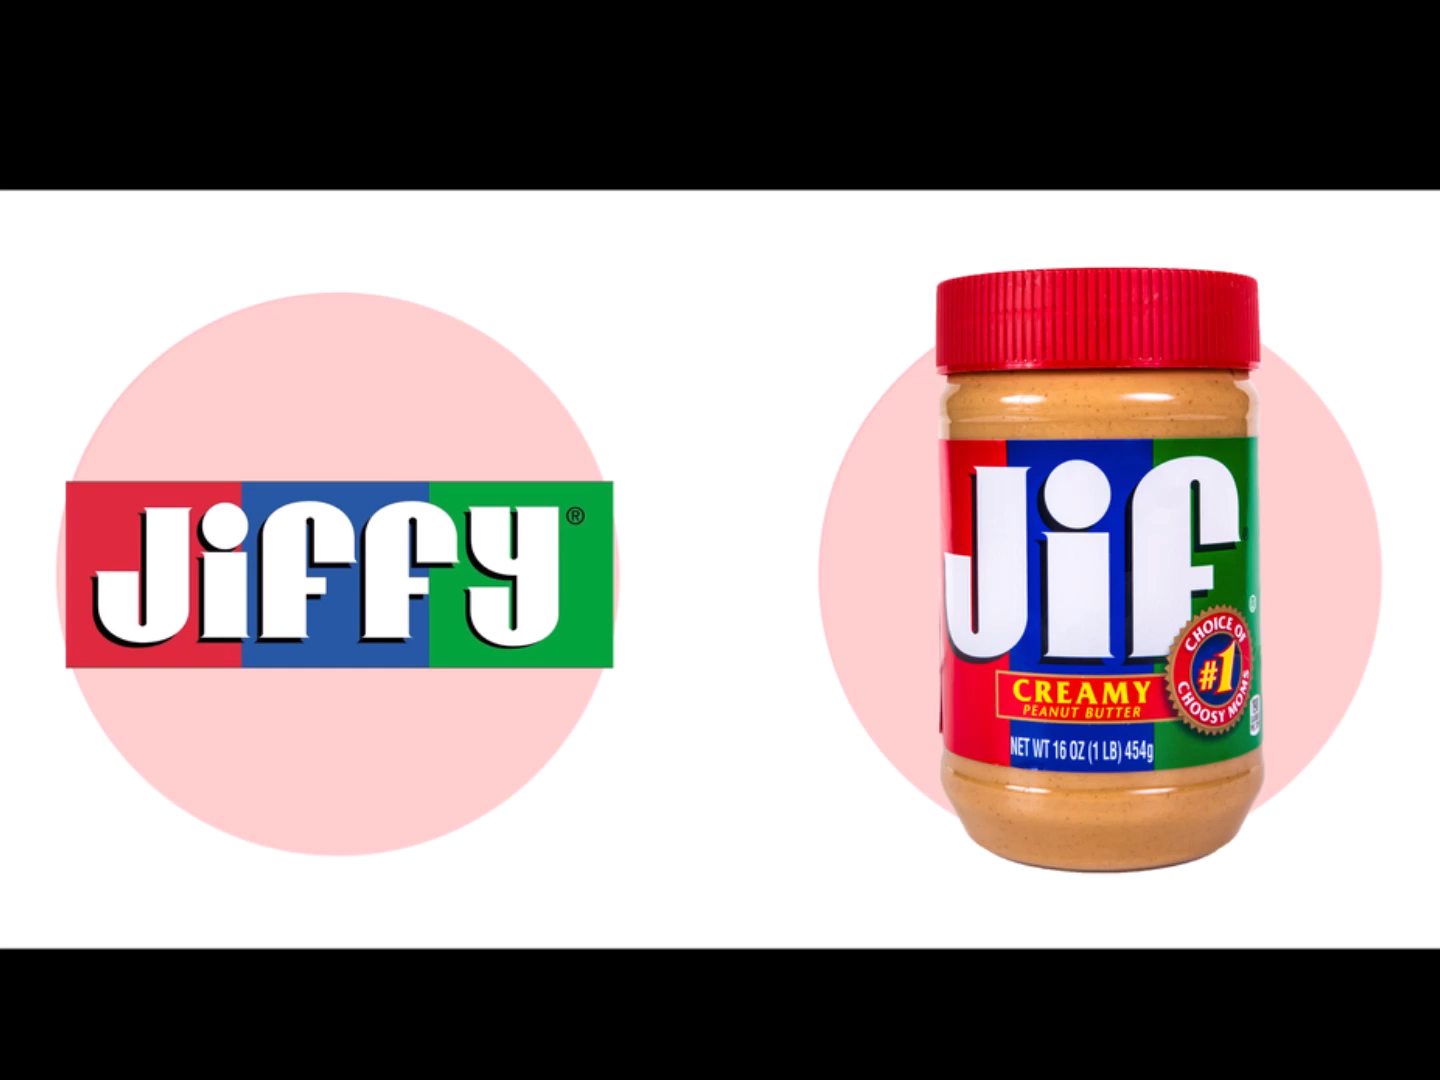 Jiffy®
Jif
CREAMY
PEANUT BUTTER
NET WT 16 OZ (1 LB) 454g
CHOICE OF
#1
CHOOSY MOMS